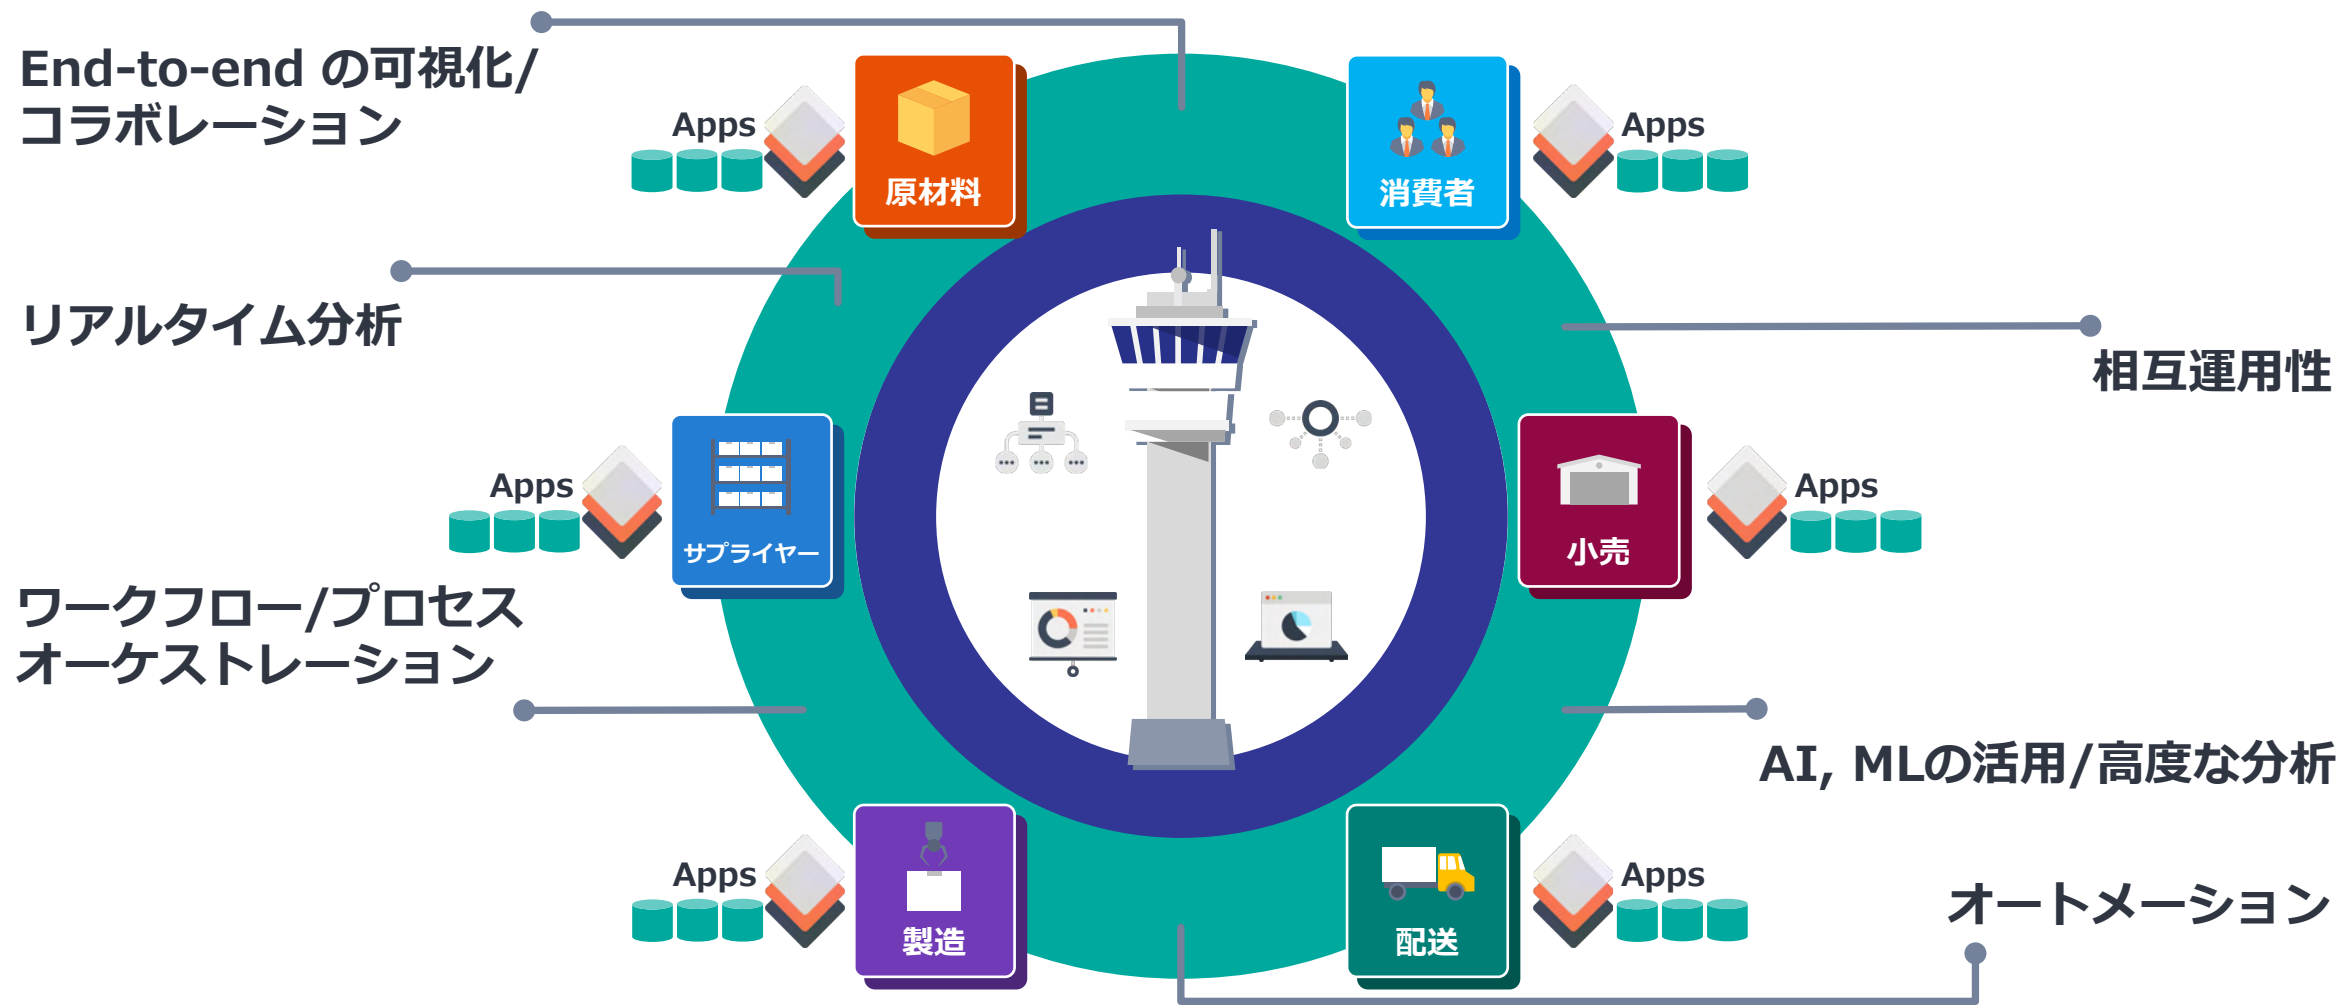 End-to-end の可視化/
コラボレーション
Apps
原材料
消費者
Apps
リアルタイム分析
相互運用性
Apps
サプライヤー
小売
Apps
ワークフロー/プロセス
オーケストレーション
AI, MLの活用/高度な分析
Apps
製造
配送
Apps
オートメーション